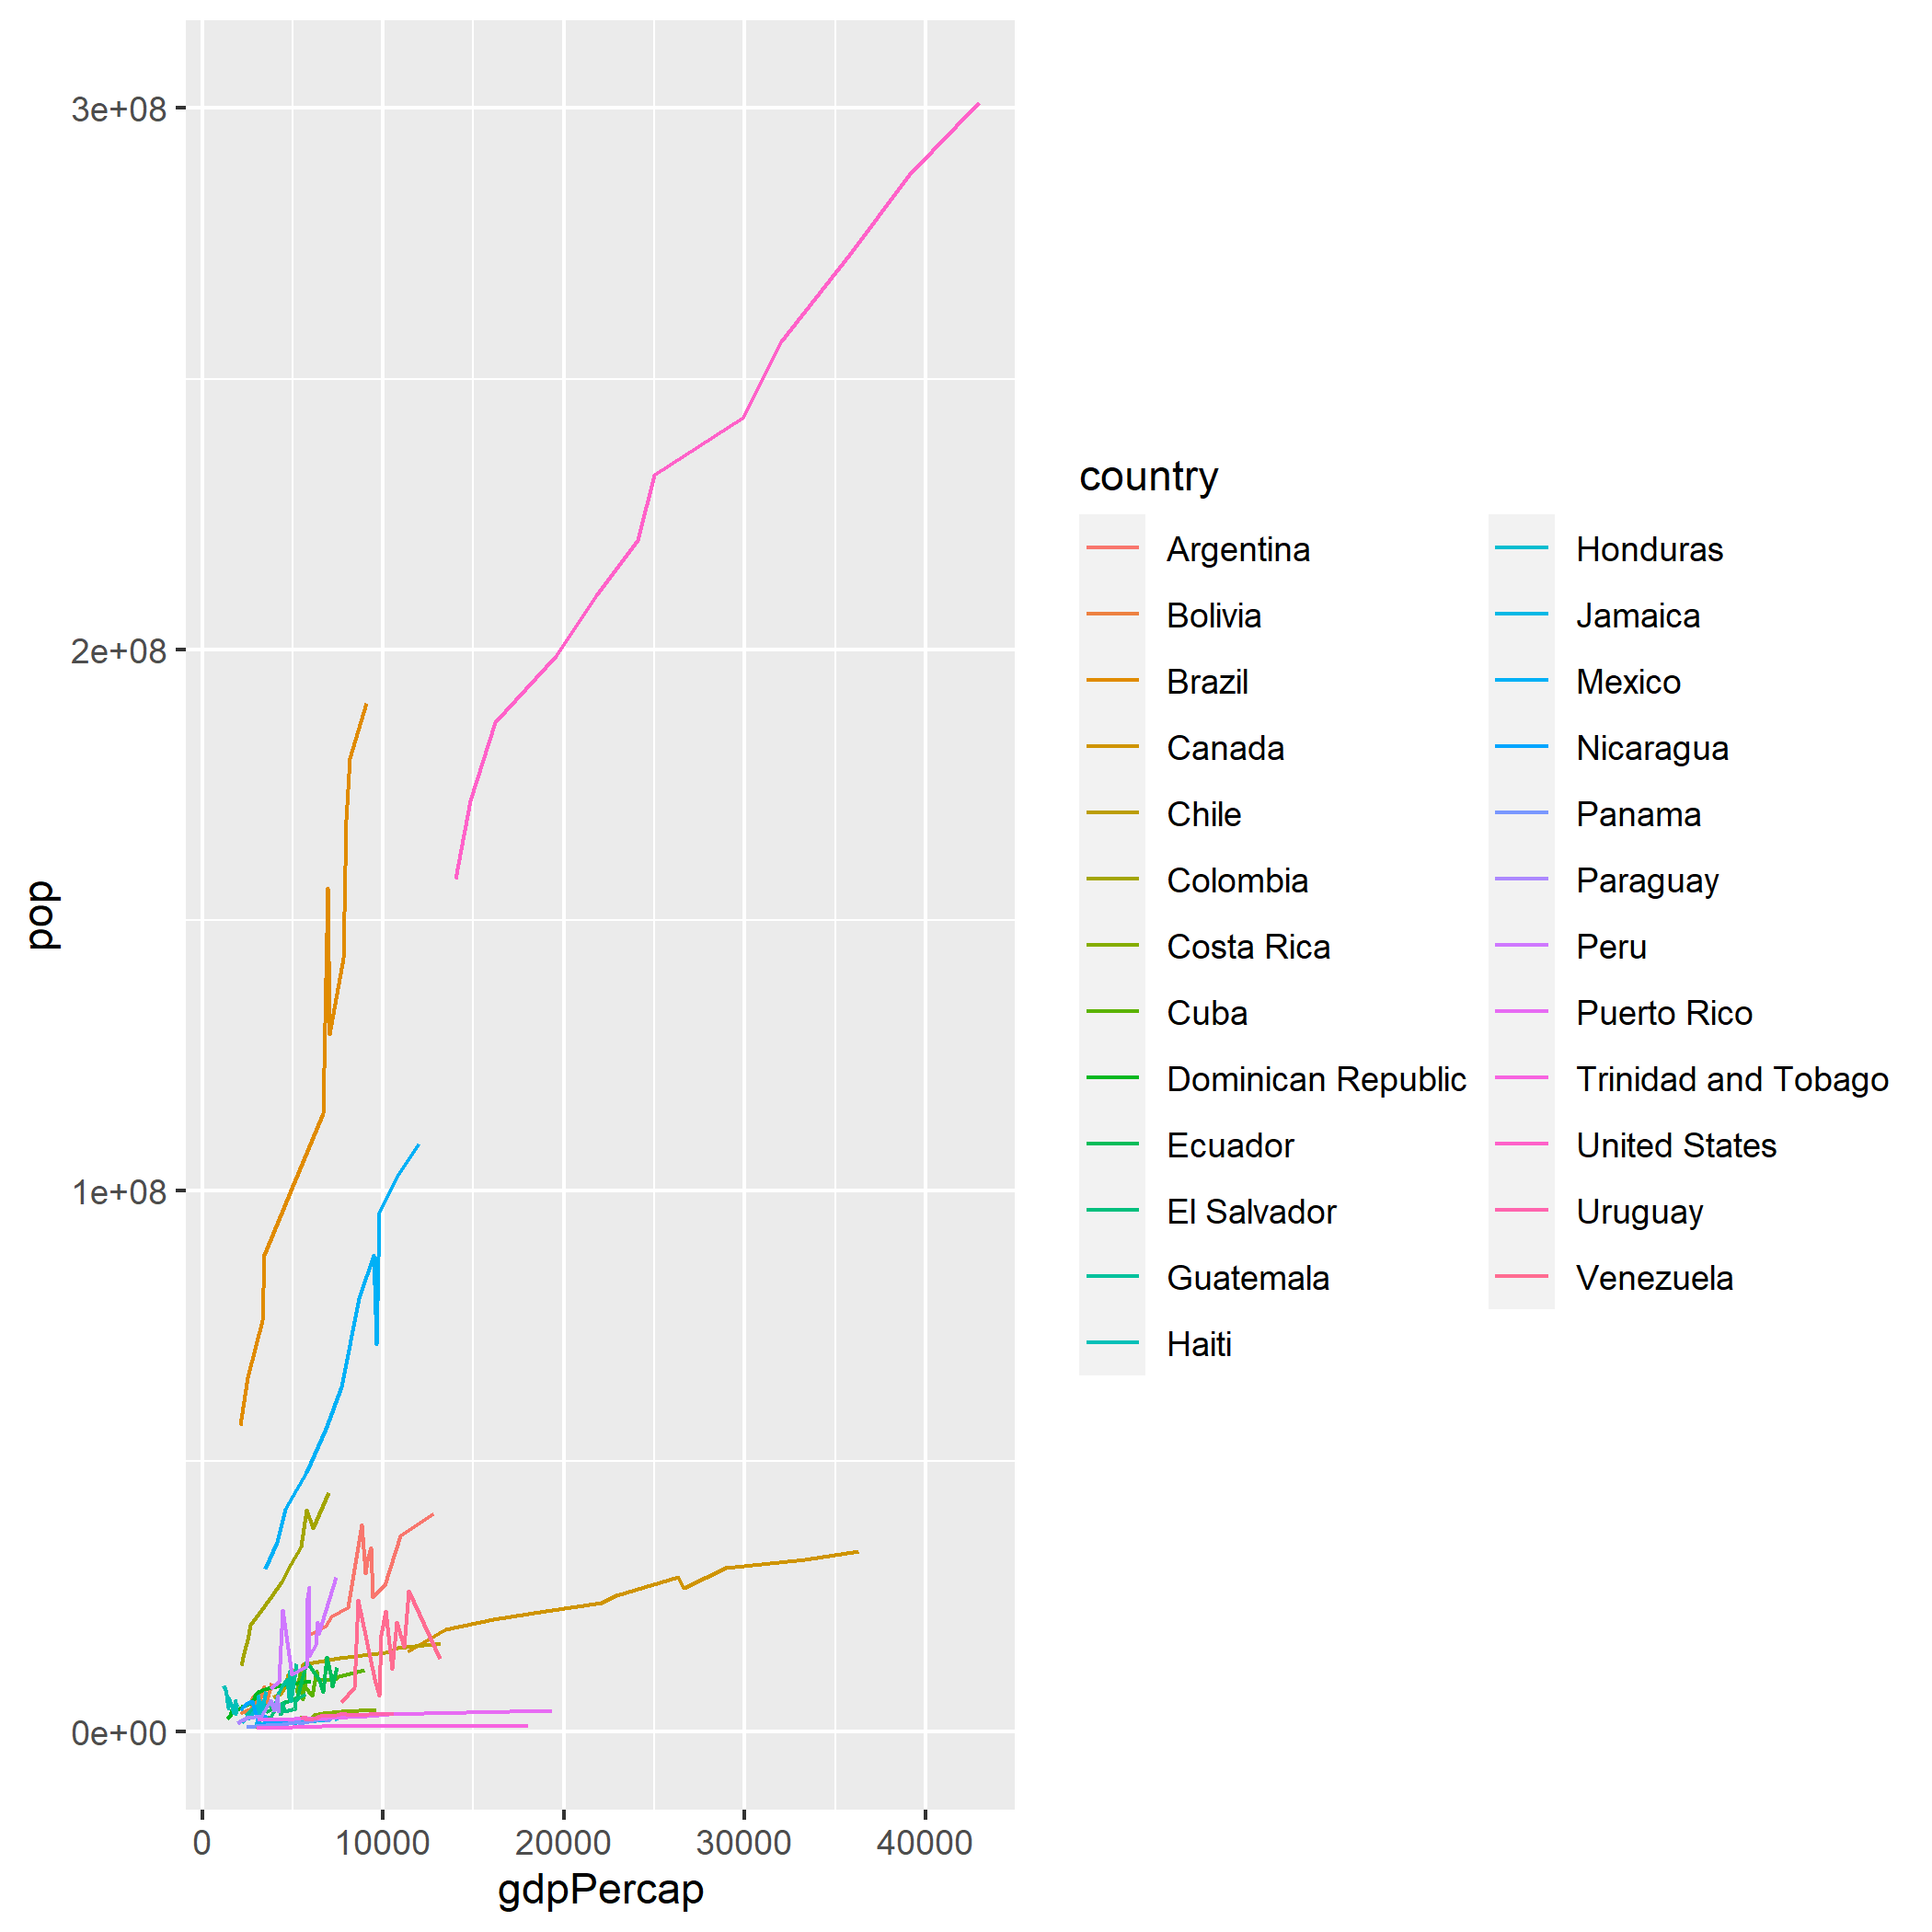 3e+08
2e+08
1e+08
0e+00
pop
0 10000 20000 30000 40000
gdpPercap
country
Argentina
Bolivia
Brazil
Canada
Chile
Colombia
Costa Rica
Cuba
Dominican Republic
Ecuador
El Salvador
Guatemala
Haiti
Honduras
Jamaica
Mexico
Nicaragua
Panama
Paraguay
Peru
Puerto Rico
Trinidad and Tobago
United States
Uruguay
Venezuela